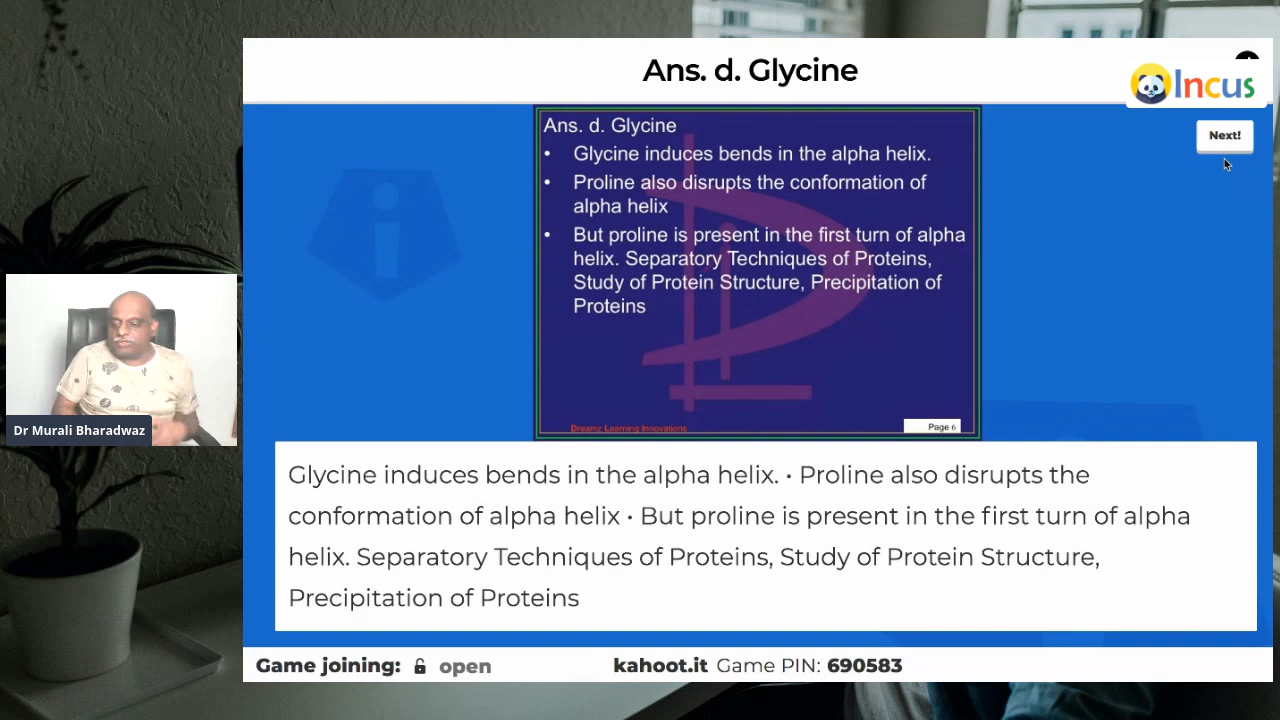 Ans. d. Glycine
Incus
Next!
Ans. d. Glycine
• Glycine induces bends in the alpha helix.
• Proline also disrupts the conformation of
alpha helix
• But proline is present in the first turn of alpha
helix. Separatory Techniques of Proteins,
Study of Protein Structure, Precipitation of
Proteins
Dreamz Learning Innovations
Page 6
Dr Murali Bharadwaz
Glycine induces bends in the alpha helix. • Proline also disrupts the
conformation of alpha helix • But proline is present in the first turn of alpha
helix. Separatory Techniques of Proteins, Study of Protein Structure,
Precipitation of Proteins
Game joining: open
kahoot.it Game PIN: 690583